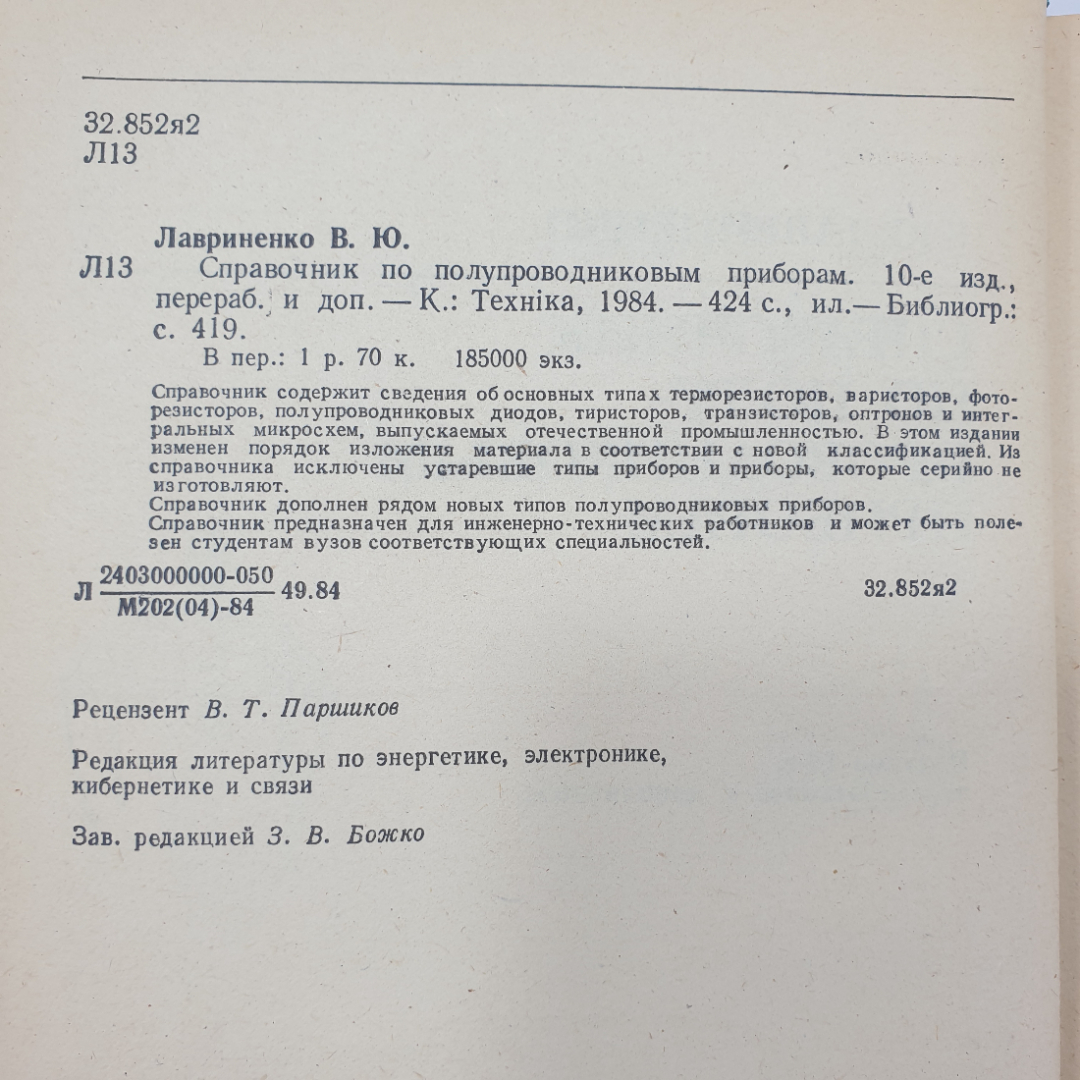 32.852я2
Л13
Лавриненко В. Ю.
Л13 Справочник по полупроводниковым приборам. 10-е изд.,
перераб. и доп. — К.: Технiка, 1984. — 424 с., ил.— Библиогр.:
с. 419.
В пер.: 1 р. 70 к. 185000 экз.
Справочник содержит сведения об основных типах терморезисторов, варисторов, фото-
резисторов, полупроводниковых диодов, тиристоров, транзисторов, оптронов и интег-
ральных микросхем, выпускаемых отечественной промышленностью. В этом издании
изменен порядок изложения материала в соответствии с новой классификацией. Из
справочника исключены устаревшие типы приборов и приборы, которые серийно не
изготовляют.
Справочник дополнен рядом новых типов полупроводниковых приборов.
Справочник предназначен для инженерно-технических работников и может быть поле-
зен студентам вузов соответствующих специальностей.
2403000000-050
Л 49.84 32.852я2
М202(04)-84
Рецензент В. Т. Паршиков
Редакция литературы по энергетике, электронике,
кибернетике и связи
Зав. редакцией З. В. Божко